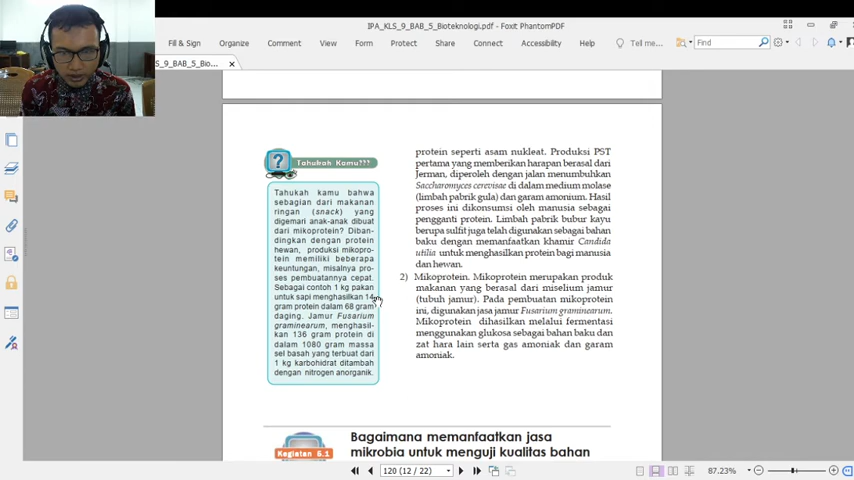 IPA_KLS_9_BAB_5_Bioteknologi.pdf - Foxit PhantomPDF
Fill & Sign Organize Comment View Form Protect Share Connect Accessibility Help Tell me... Find
S_9_BAB_5_Bio...
? Tahukah Kamu???
Tahukah kamu bahwa
sebagian dari makanan
ringan (snack) yang
digemari anak-anak dibuat
dari mikoprotein? Diban-
dingkan dengan protein
hewan, produksi mikopro-
tein memiliki beberapa
keuntungan, misalnya pro-
ses pembuatannya cepat.
Sebagai contoh 1 kg pakan
untuk sapi menghasilkan 14
gram protein dalam 68 gram
daging. Jamur Fusarium
graminearum, menghasil-
kan 136 gram protein di
dalam 1080 gram massa
sel basah yang terbuat dari
1 kg karbohidrat ditambah
dengan nitrogen anorganik.
protein seperti asam nukleat. Produksi PST
pertama yang memberikan harapan berasal dari
Jerman, diperoleh dengan jalan menumbuhkan
Saccharomyces cerevisae di dalam medium molase
(limbah pabrik gula) dan garam amonium. Hasil
proses ini dikonsumsi oleh manusia sebagai
pengganti protein. Limbah pabrik bubur kayu
berupa sulfit juga telah digunakan sebagai bahan
baku dengan memanfaatkan khamir Candida
utilia untuk menghasilkan protein bagi manusia
dan hewan.
2) Mikoprotein. Mikoprotein merupakan produk
makanan yang berasal dari miselium jamur
(tubuh jamur). Pada pembuatan mikoprotein
ini, digunakan jasa jamur Fusarium graminearum.
Mikoprotein dihasilkan melalui fermentasi
menggunakan glukosa sebagai bahan baku dan
zat hara lain serta gas amoniak dan garam
amoniak.
Kegiatan 6.1
Bagaimana memanfaatkan jasa
mikrobia untuk menguji kualitas bahan
120 (12 / 22) 87.23%